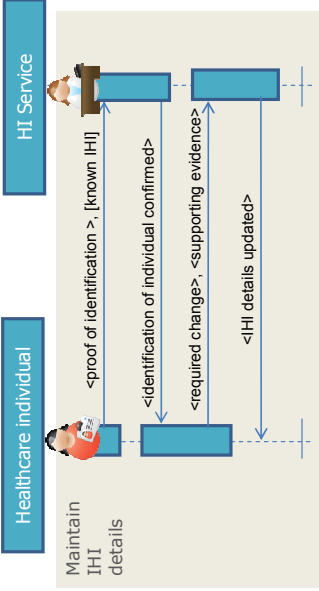 Healthcare individual
HI Service
Maintain
IHI
details
<proof of identification >, [known IHI]
<identification of individual confirmed>
<required change>, <supporting evidence>
<IHI details updated>